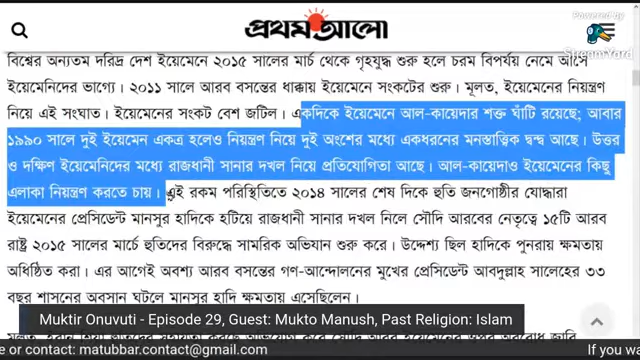 প্রথম আলো
Powered by
StreamYard
বিশ্বের অন্যতম দরিদ্র দেশ ইয়েমেনে ২০১৫ সালের মার্চ থেকে গৃহযুদ্ধ শুরু হলে চরম বিপর্যয় নেমে আসে
ইয়েমেনিদের ভাগ্যে। ২০১১ সালে আরব বসন্তের ধাক্কায় ইয়েমেনে সংকটের শুরু। মূলত, ইয়েমেনের নিয়ন্ত্রণ
নিয়ে এই সংঘাত। ইয়েমেনের সংকট বেশ জটিল। একদিকে ইয়েমেনে আল-কায়েদার শক্ত ঘাঁটি রয়েছে; আবার
১৯৯০ সালে দুই ইয়েমেন একত্র হলেও নিয়ন্ত্রণ নিয়ে দুই অংশের মধ্যে একধরনের মনস্তাত্ত্বিক দ্বন্দ্ব আছে। উত্তর
ও দক্ষিণ ইয়েমেনিদের মধ্যে রাজধানী সানার দখল নিয়ে প্রতিযোগিতা আছে। আল-কায়েদাও ইয়েমেনের কিছু
এলাকা নিয়ন্ত্রণ করতে চায়। এই রকম পরিস্থিতিতে ২০১৪ সালের শেষ দিকে হুতি জনগোষ্ঠীর যোদ্ধারা
ইয়েমেনের প্রেসিডেন্ট মানসুর হাদিকে হটিয়ে রাজধানী সানার দখল নিলে সৌদি আরবের নেতৃত্বে ১৫টি আরব
রাষ্ট্র ২০১৫ সালের মার্চে হুতিদের বিরুদ্ধে সামরিক অভিযান শুরু করে। উদ্দেশ্য ছিল হাদিকে পুনরায় ক্ষমতায়
অধিষ্ঠিত করা। এর আগেই অবশ্য আরব বসন্তের গণ-আন্দোলনের মুখে প্রেসিডেন্ট আবদুল্লাহ সালেহের ৩৩
বছর শাসনের অবসান ঘটলে মানসুর হাদি ক্ষমতায় এসেছিলেন।
Muktir Onuvuti - Episode 29, Guest: Mukto Manush, Past Religion: Islam
e or contact: matubbar.contact@gmail.com
If you wa